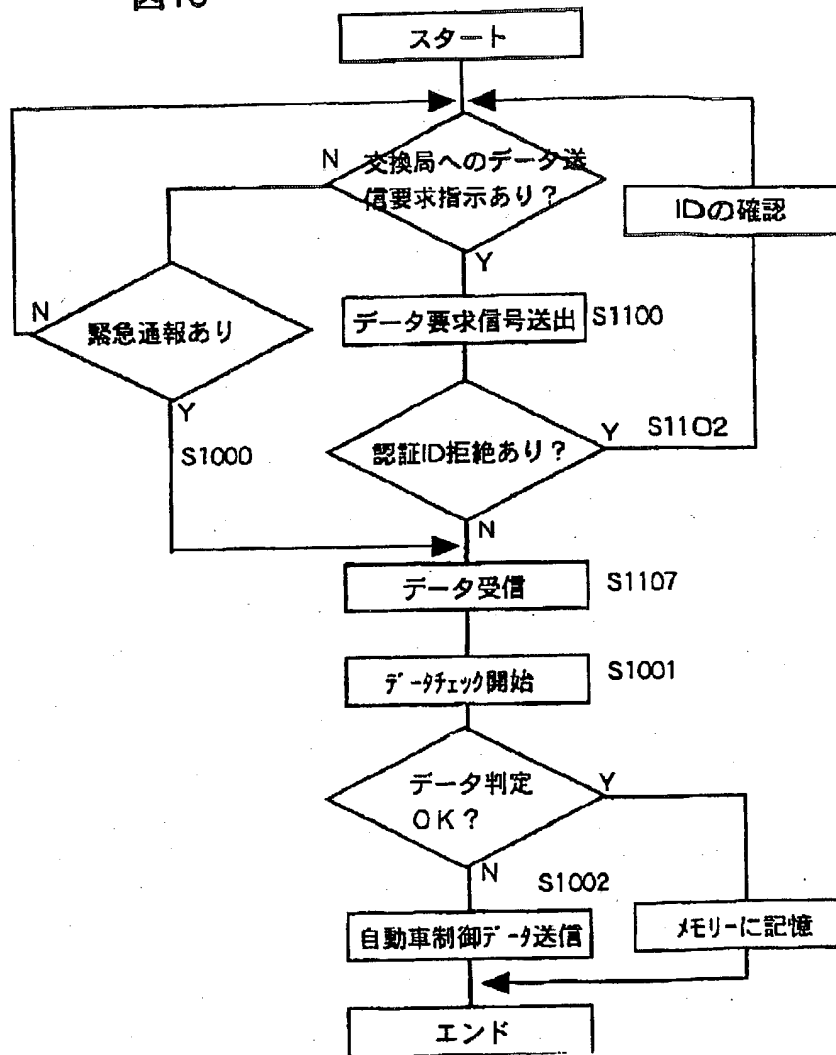 スタート
N
交換局へのデータ送
信要求指示あり?
IDの確認
Y
N
緊急通報あり
データ要求信号送出
S1100
Y
S1000
認証ID拒絶あり?
Y
S1102
N
データ受信
S1107
データチェック開始
S1001
データ判定
OK?
Y
N
S1002
自動車制御データ送信
メモリーに記憶
エンド